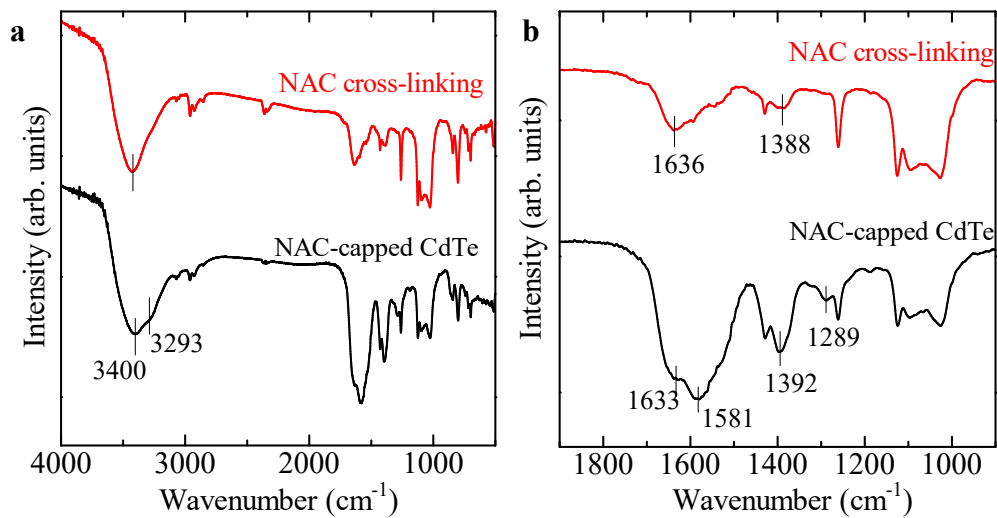 a
NAC cross-linking
NAC-capped CdTe
3293
3400
Intensity (arb. units)
4000 3000 2000 1000
Wavenumber (cm-1)
b
NAC cross-linking
1388
1636
NAC-capped CdTe
1289
1392
1633
1581
Intensity (arb. units)
1800 1600 1400 1200 1000
Wavenumber (cm-1)